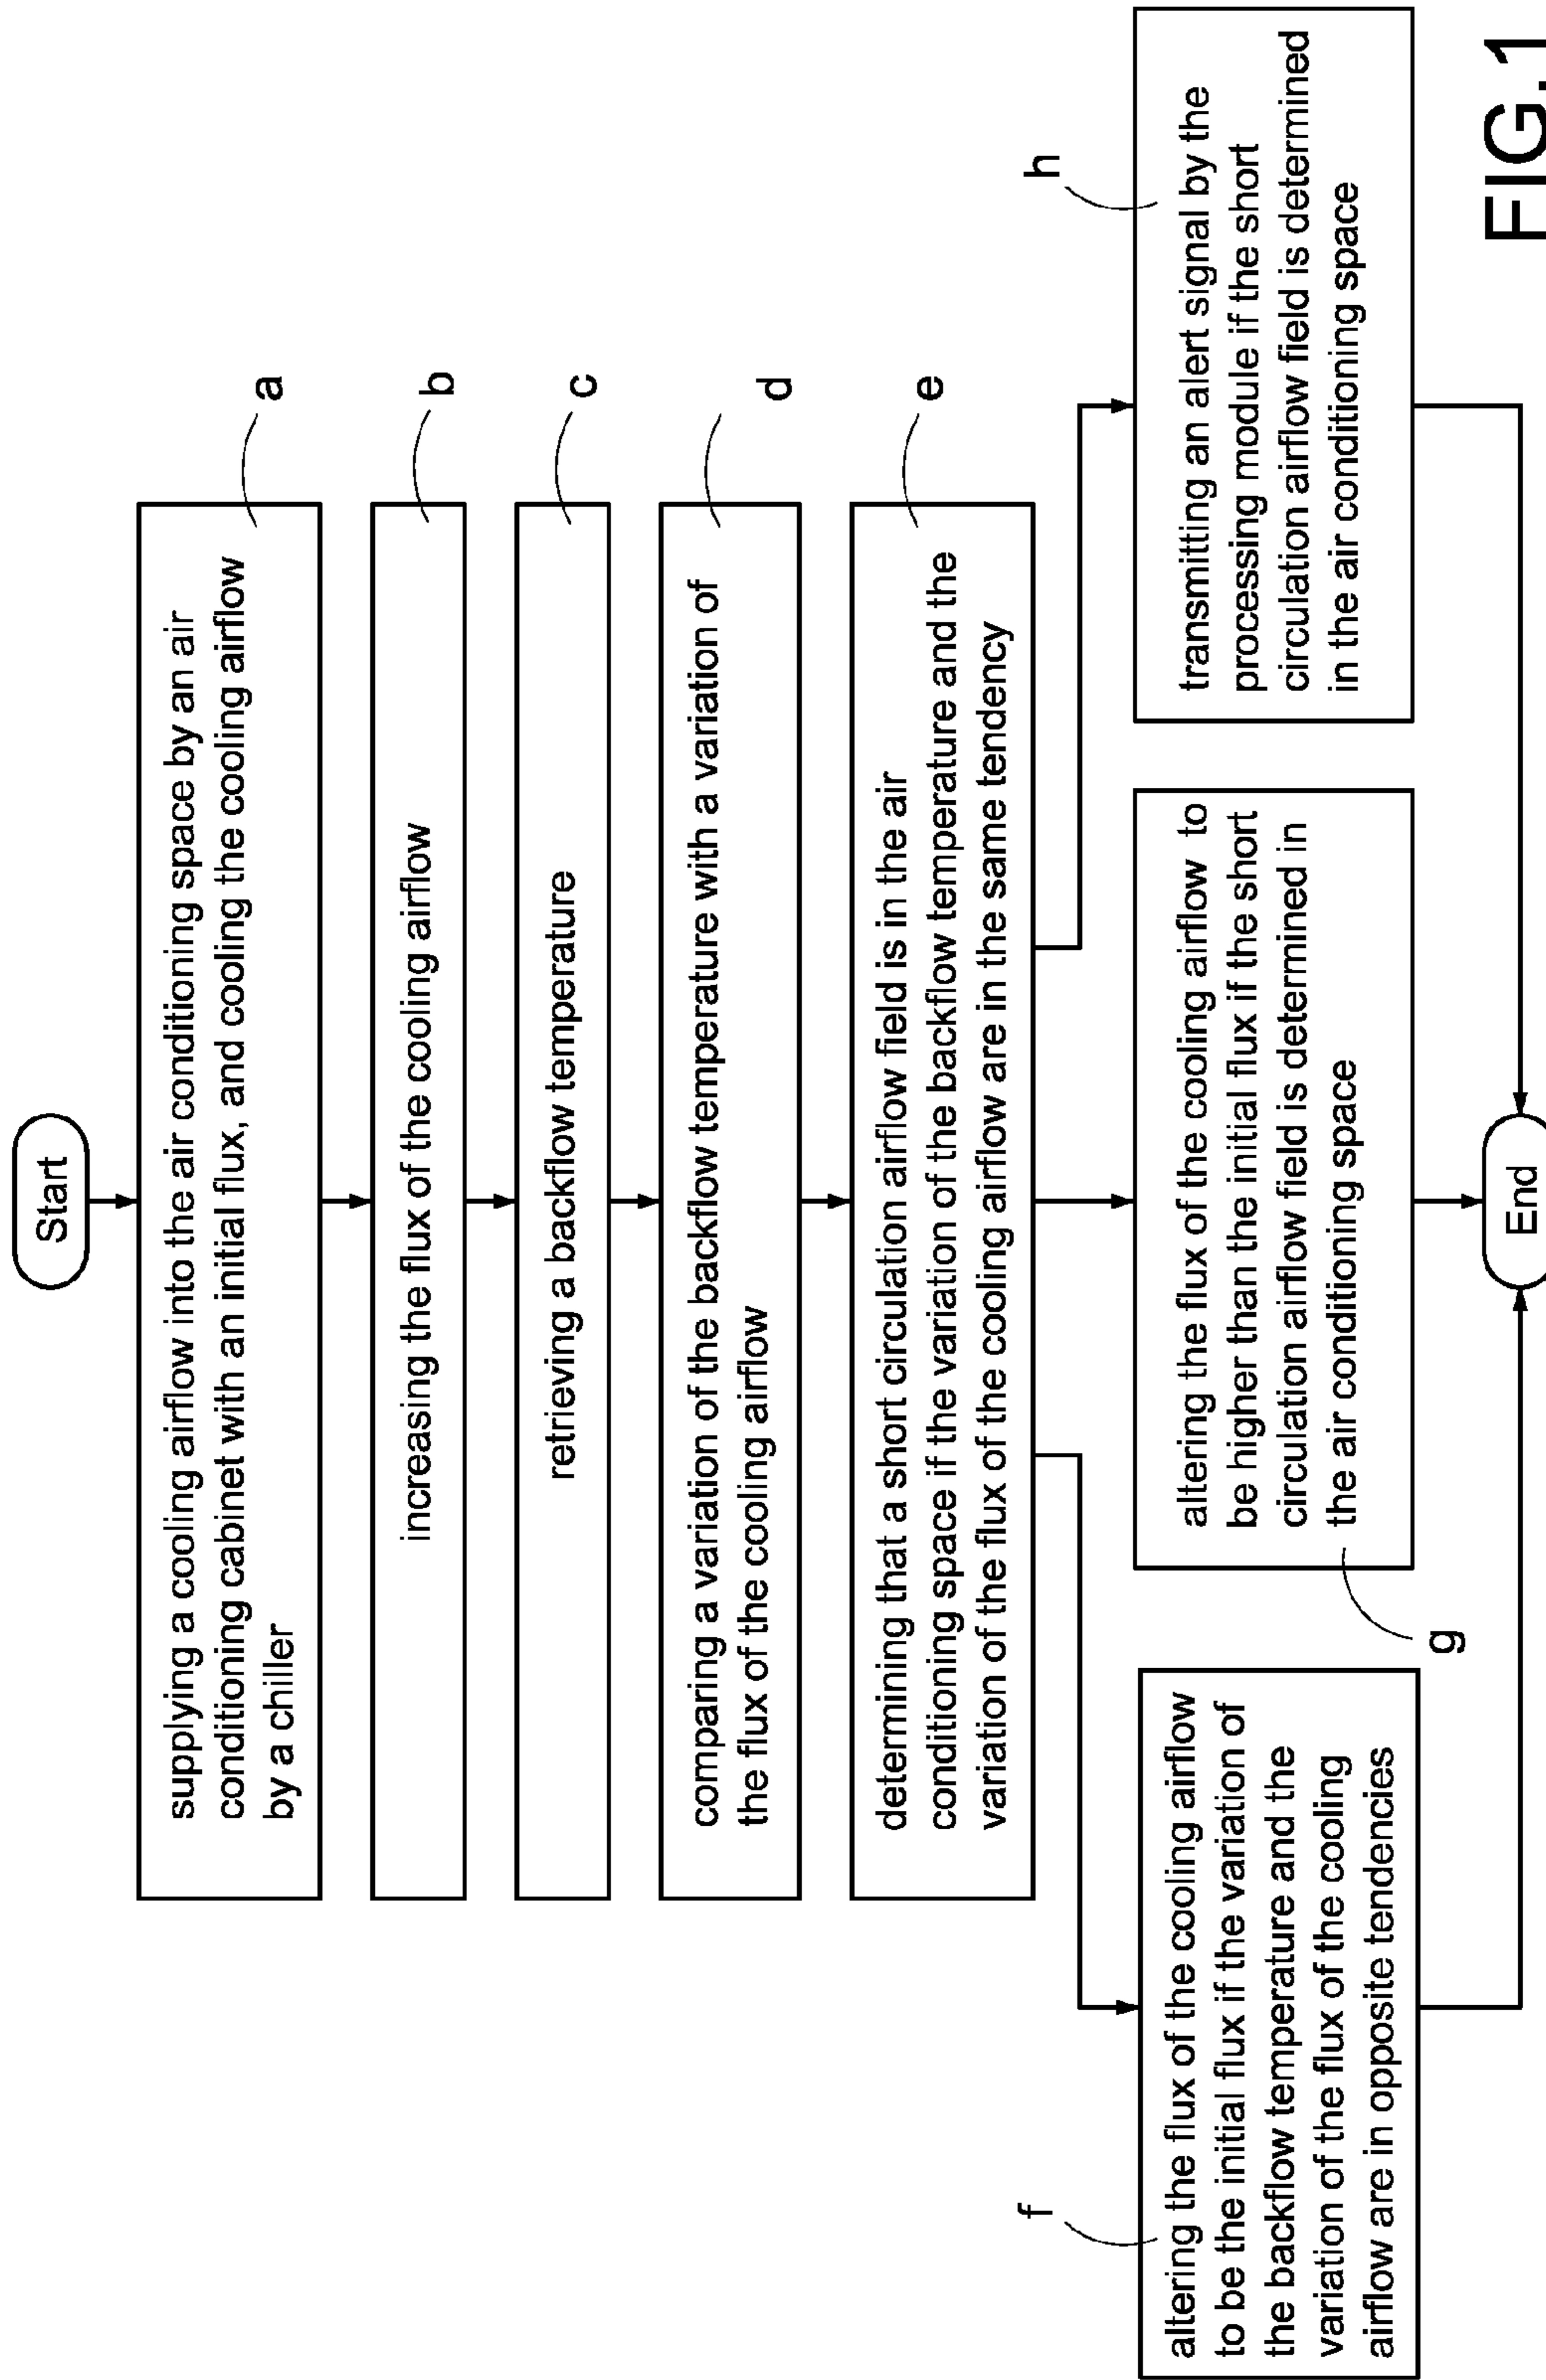 Start
supplying a cooling airflow into the air conditioning space by an air
conditioning cabinet with an initial flux, and cooling the cooling airflow
by a chiller
a
increasing the flux of the cooling airflow
b
retrieving a backflow temperature
c
comparing a variation of the backflow temperature with a variation of
the flux of the cooling airflow
d
determining that a short circulation airflow field is in the air
conditioning space if the variation of the backflow temperature and the
variation of the flux of the cooling airflow are in the same tendency
e
f
altering the flux of the cooling airflow
to be the initial flux if the variation of
the backflow temperature and the
variation of the flux of the cooling
airflow are in opposite tendencies
g
altering the flux of the cooling airflow to
be higher than the initial flux if the short
circulation airflow field is determined in
the air conditioning space
h
transmitting an alert signal by the
processing module if the short
circulation airflow field is determined
in the air conditioning space
End
FIG.1